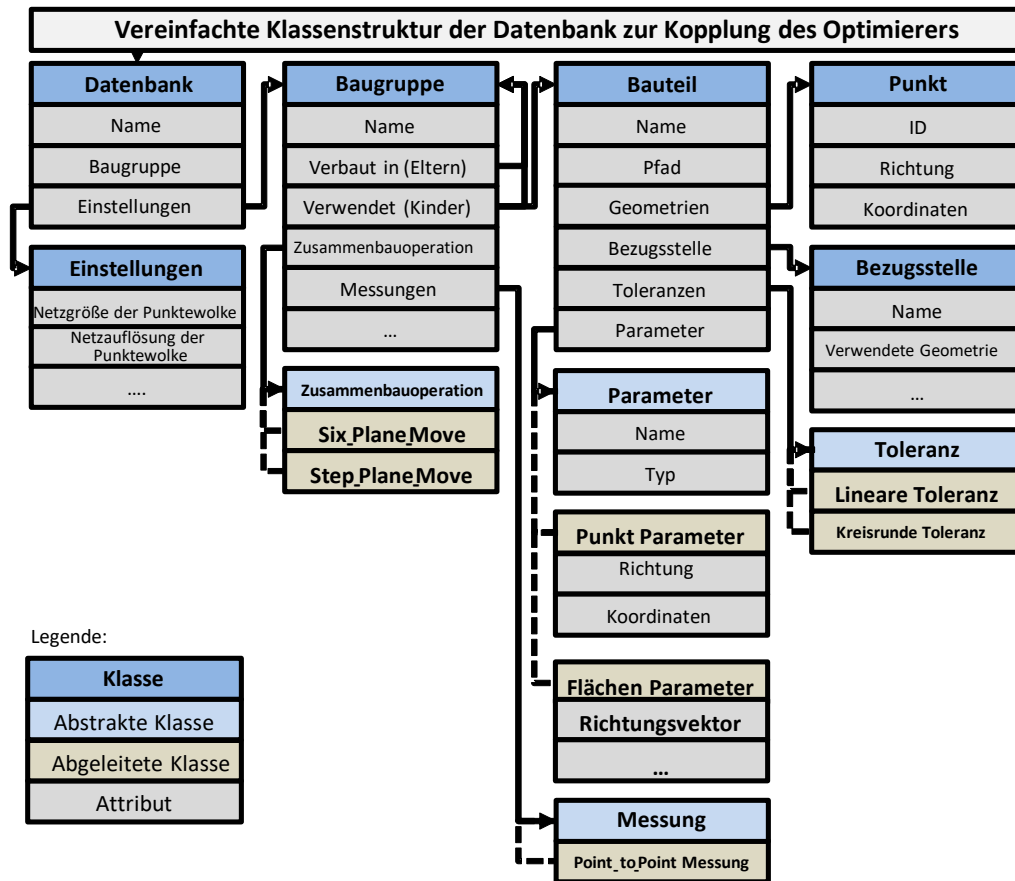 Vereinfachte Klassenstruktur der Datenbank zur Kopplung des Optimierers
Datenbank
Name
Baugruppe
Einstellungen
Einstellungen
Netzgröße der Punktewolke
Netzauflösung der
Punktewolke
....
Baugruppe
Name
Verbaut in (Eltern)
Verwendet (Kinder)
Zusammenbauoperation
Messungen
...
Zusammenbauoperation
Six_Plane_Move
Step_Plane_Move
Bauteil
Name
Pfad
Geometrien
Bezugsstelle
Toleranzen
Parameter
Parameter
Name
Typ
Punkt Parameter
Richtung
Koordinaten
Flächen Parameter
Richtungsvektor
...
Messung
Point_to_Point Messung
Punkt
ID
Richtung
Koordinaten
Bezugsstelle
Name
Verwendete Geometrie
...
Toleranz
Lineare Toleranz
Kreisrunde Toleranz
Legende:
Klasse
Abstrakte Klasse
Abgeleitete Klasse
Attribut